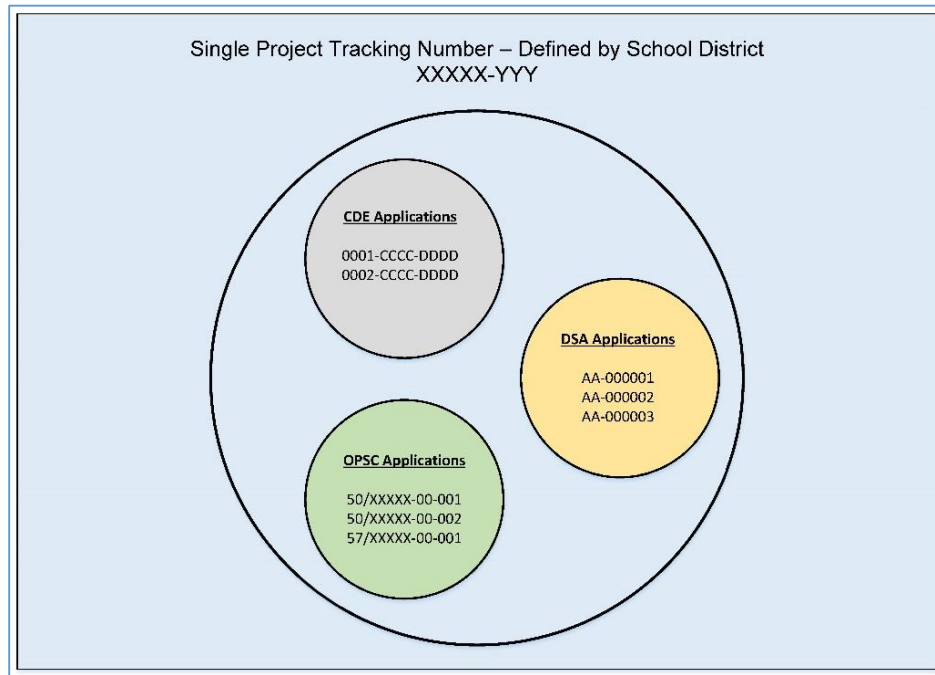 Single Project Tracking Number – Defined by School District
XXXXX-YYY
CDE Applications
0001-CCCC-DDDD
0002-CCCC-DDDD
DSA Applications
AA-000001
AA-000002
AA-000003
OPSC Applications
50/XXXXX-00-001
50/XXXXX-00-002
57/XXXXX-00-001